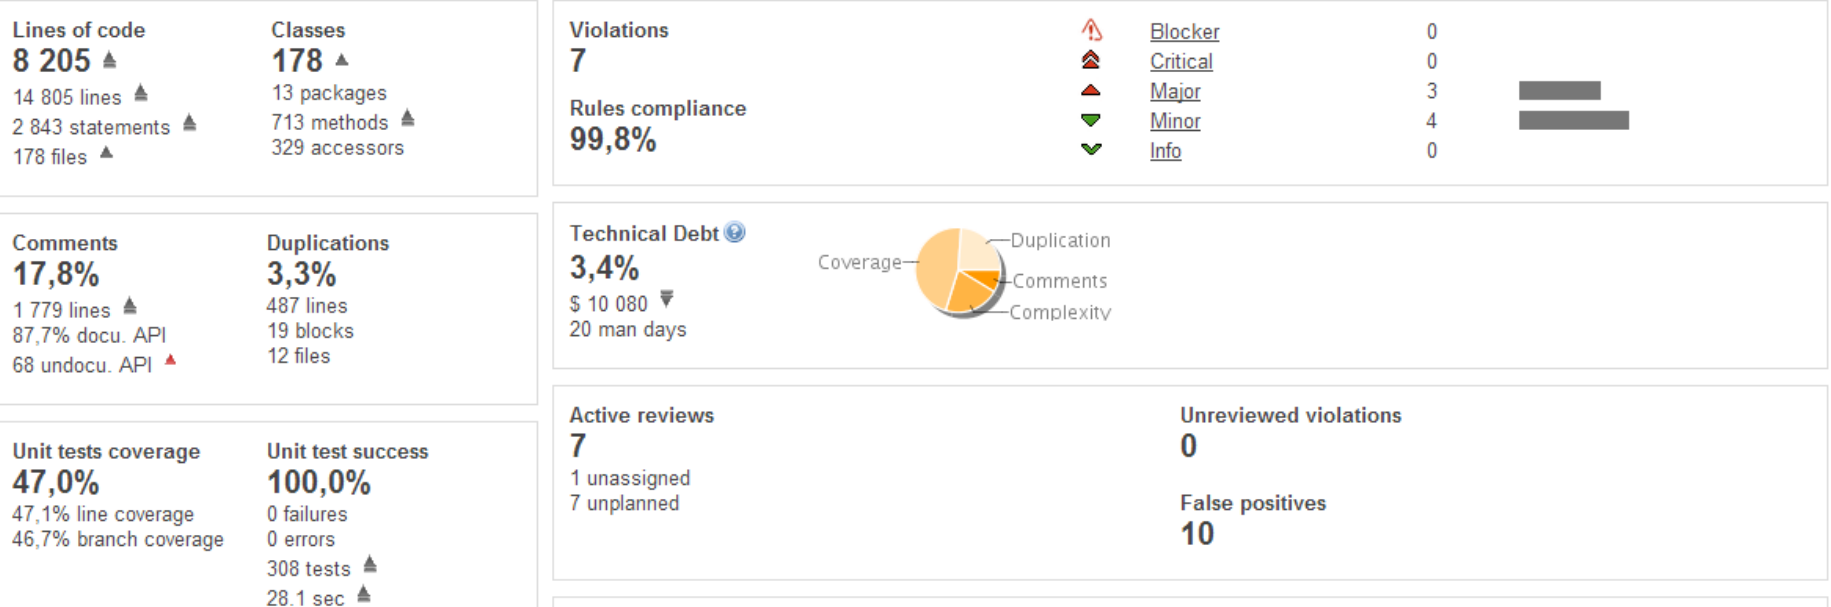 Lines of code
8 205
14 805 lines
2 843 statements
178 files
Classes
178
13 packages
713 methods
329 accessors
Violations
7
Rules compliance
99,8%
Blocker 0
Critical 0
Major 3
Minor 4
Info 0
Comments
17,8%
1 779 lines
87,7% docu. API
68 undocu. API
Duplications
3,3%
487 lines
19 blocks
12 files
Technical Debt
3,4%
$ 10 080
20 man days
Coverage
Duplication
Comments
Complexity
Unit tests coverage
47,0%
47,1% line coverage
46,7% branch coverage
Unit test success
100,0%
0 failures
0 errors
308 tests
28.1 sec
Active reviews
7
1 unassigned
7 unplanned
Unreviewed violations
0
False positives
10